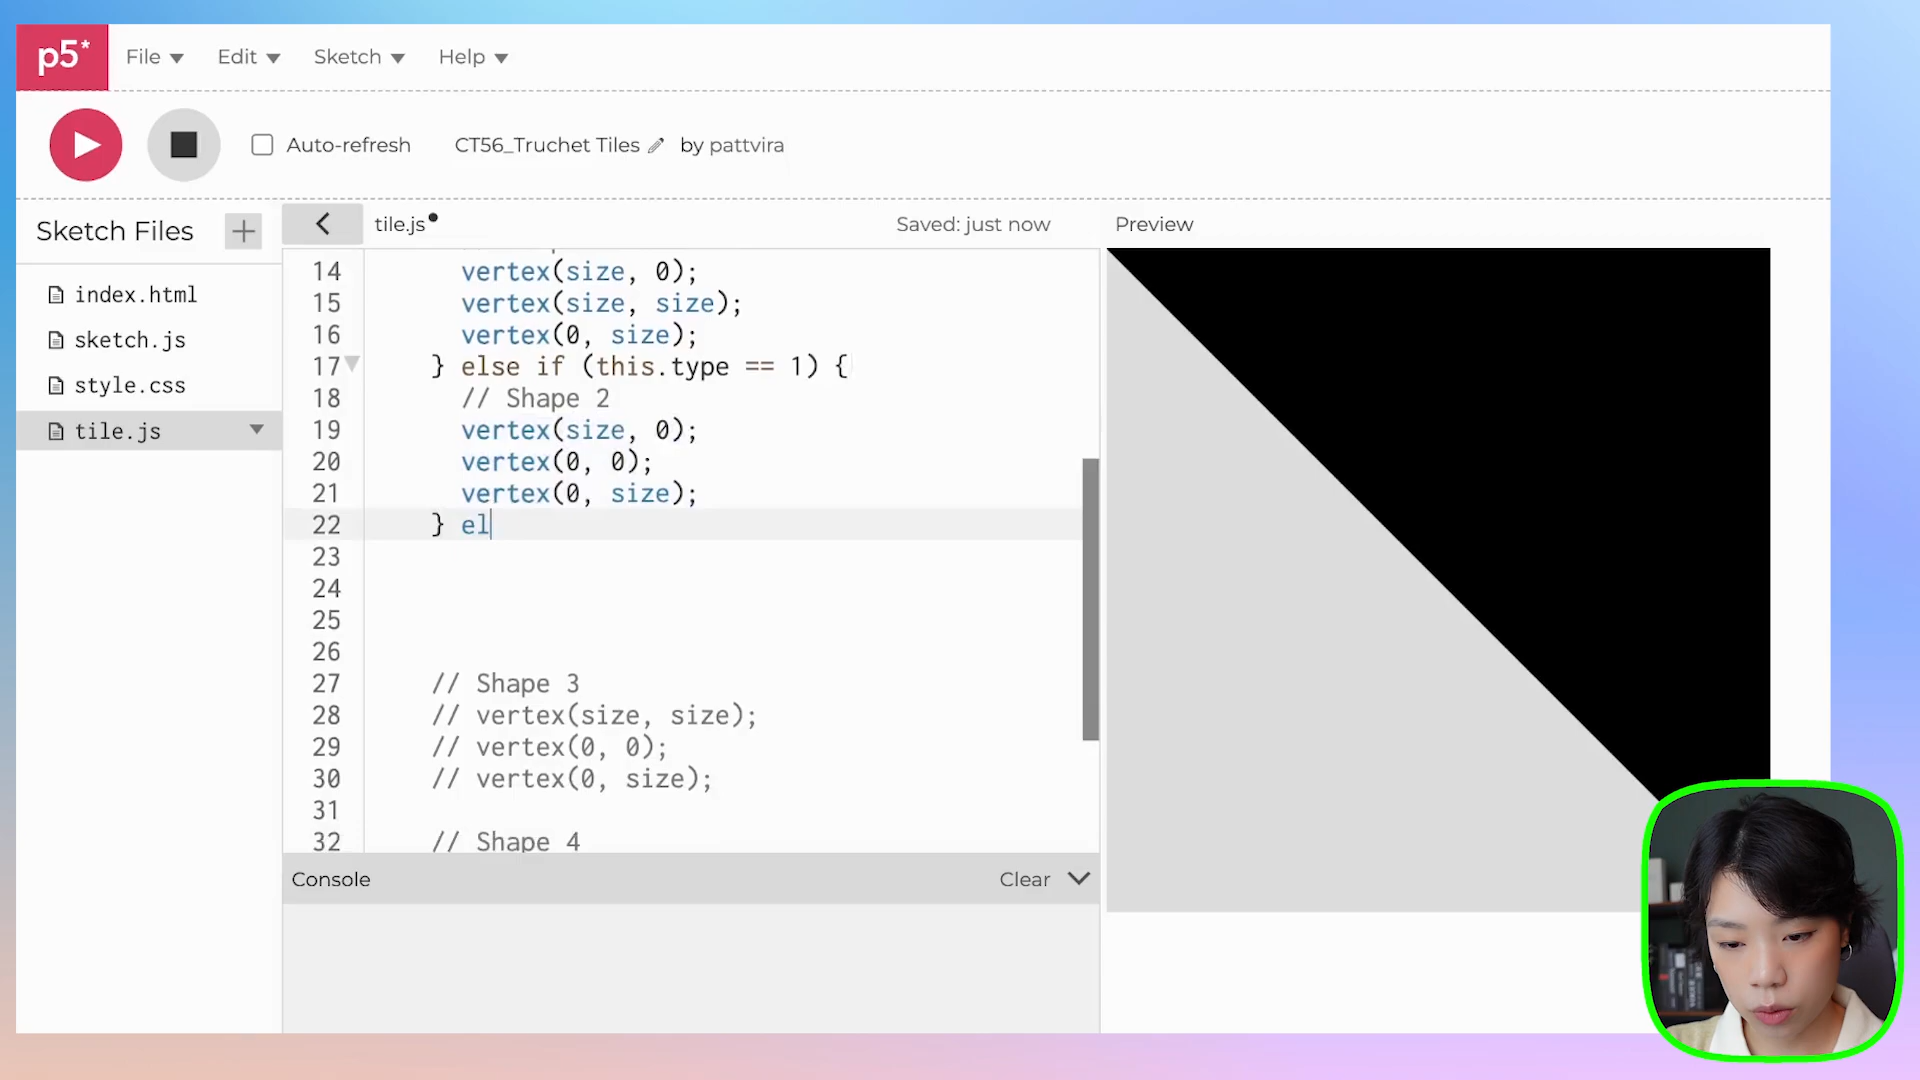 p5*
File Edit Sketch Help
Auto-refresh CT56_Truchet Tiles by pattvira
Sketch Files
tile.js
Saved: just now
Preview
index.html
sketch.js
style.css
tile.js
14 vertex(size, 0);
15 vertex(size, size);
16 vertex(0, size);
17 } else if (this.type == 1) {
18 // Shape 2
19 vertex(size, 0);
20 vertex(0, 0);
21 vertex(0, size);
22 } el
23
24
25
26
27 // Shape 3
28 // vertex(size, size);
29 // vertex(0, 0);
30 // vertex(0, size);
31
32 // Shape 4
Console Clear